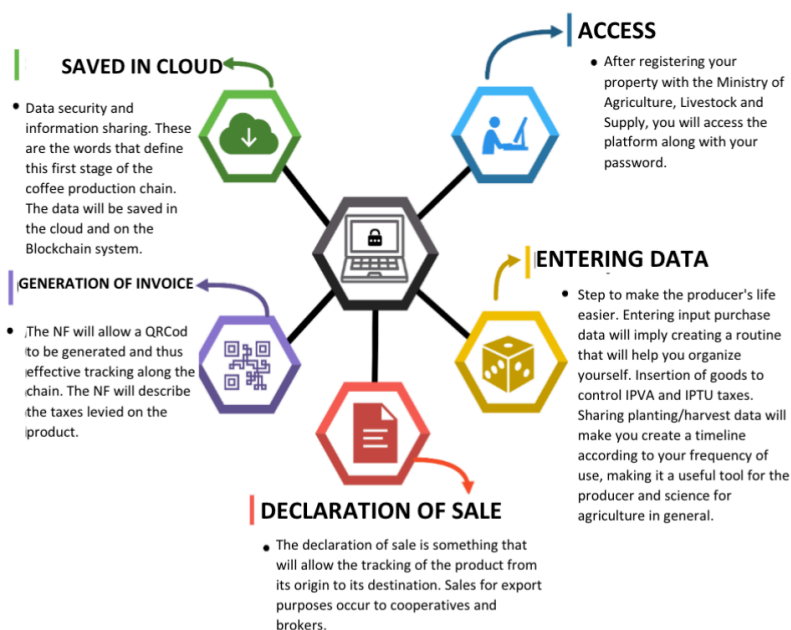 ACCESS
• After registering your
property with the Ministry of
Agriculture, Livestock and
Supply, you will access the
platform along with your
password.
ENTERING DATA
• Step to make the producer's life
easier. Entering input purchase
data will imply creating a routine
that will help you organize
yourself. Insertion of goods to
control IPVA and IPTU taxes.
Sharing planting/harvest data will
make you create a timeline
according to your frequency of
use, making it a useful tool for the
producer and science for
agriculture in general.
DECLARATION OF SALE
• The declaration of sale is something that
will allow the tracking of the product from
its origin to its destination. Sales for export
purposes occur to cooperatives and
brokers.
GENERATION OF INVOICE
• The NF will allow a QRCod
to be generated and thus
effective tracking along the
chain. The NF will describe
the taxes levied on the
product.
SAVED IN CLOUD
• Data security and
information sharing. These
are the words that define
this first stage of the
coffee production chain.
The data will be saved in
the cloud and on the
Blockchain system.